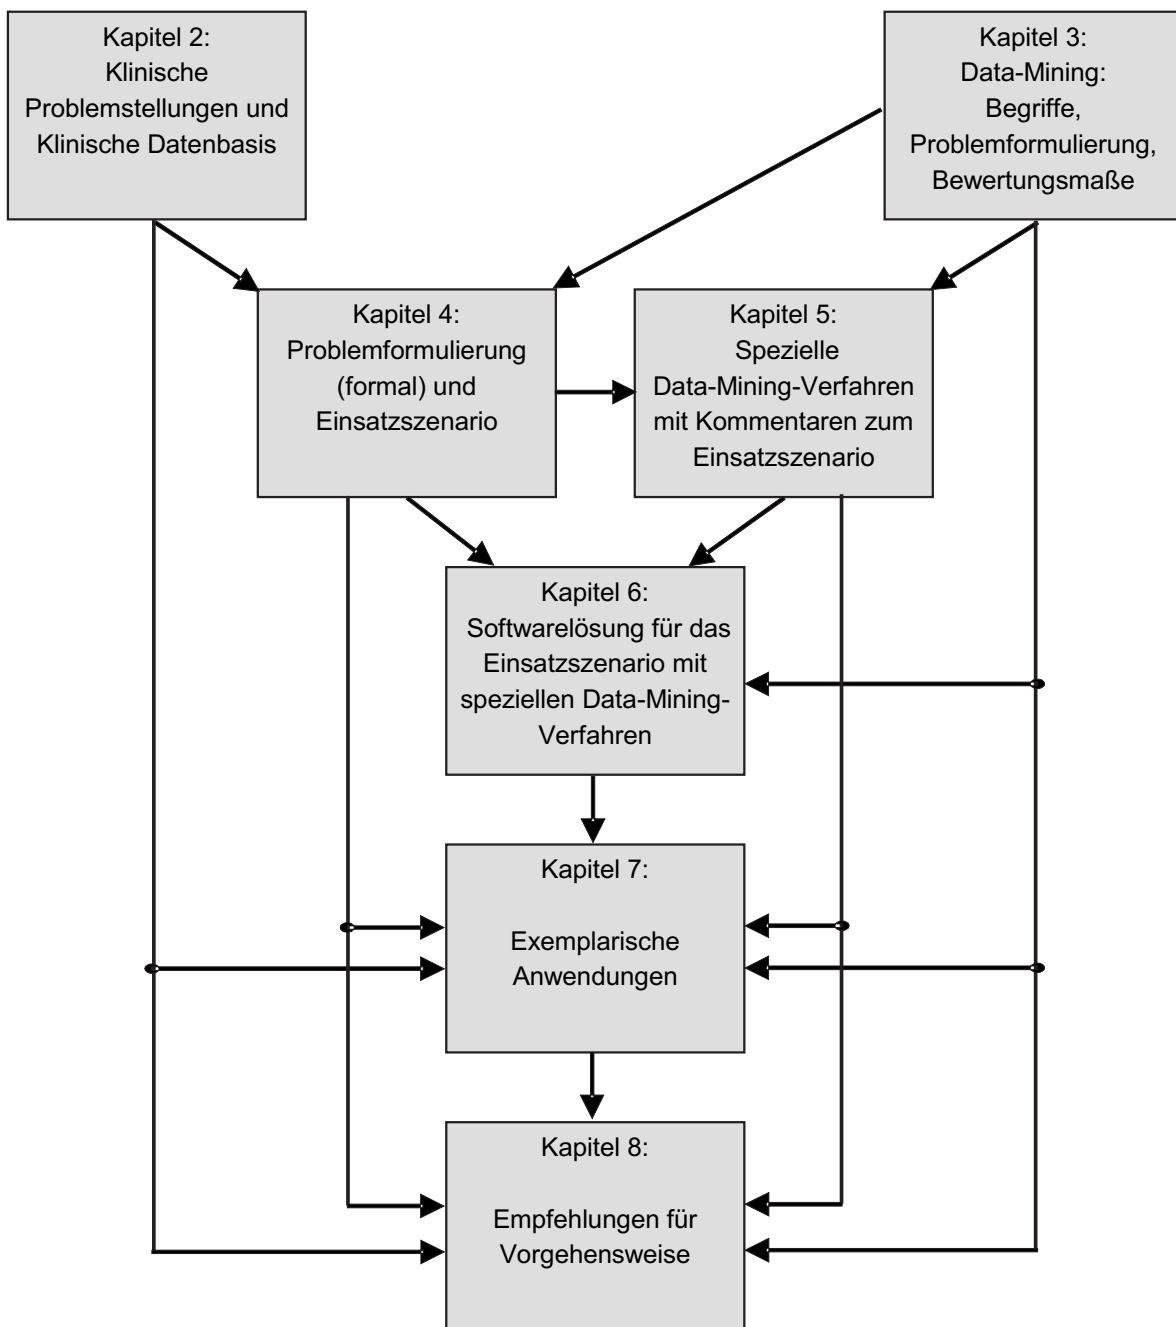 Kapitel 2:
Klinische
Problemstellungen und
Klinische Datenbasis
Kapitel 3:
Data-Mining:
Begriffe,
Problemformulierung,
Bewertungsmaße
Kapitel 4:
Problemformulierung
(formal) und
Einsatzszenario
Kapitel 5:
Spezielle
Data-Mining-Verfahren
mit Kommentaren zum
Einsatzszenario
Kapitel 6:
Softwarelösung für das
Einsatzszenario mit
speziellen Data-Mining-
Verfahren
Kapitel 7:
Exemplarische
Anwendungen
Kapitel 8:
Empfehlungen für
Vorgehensweise